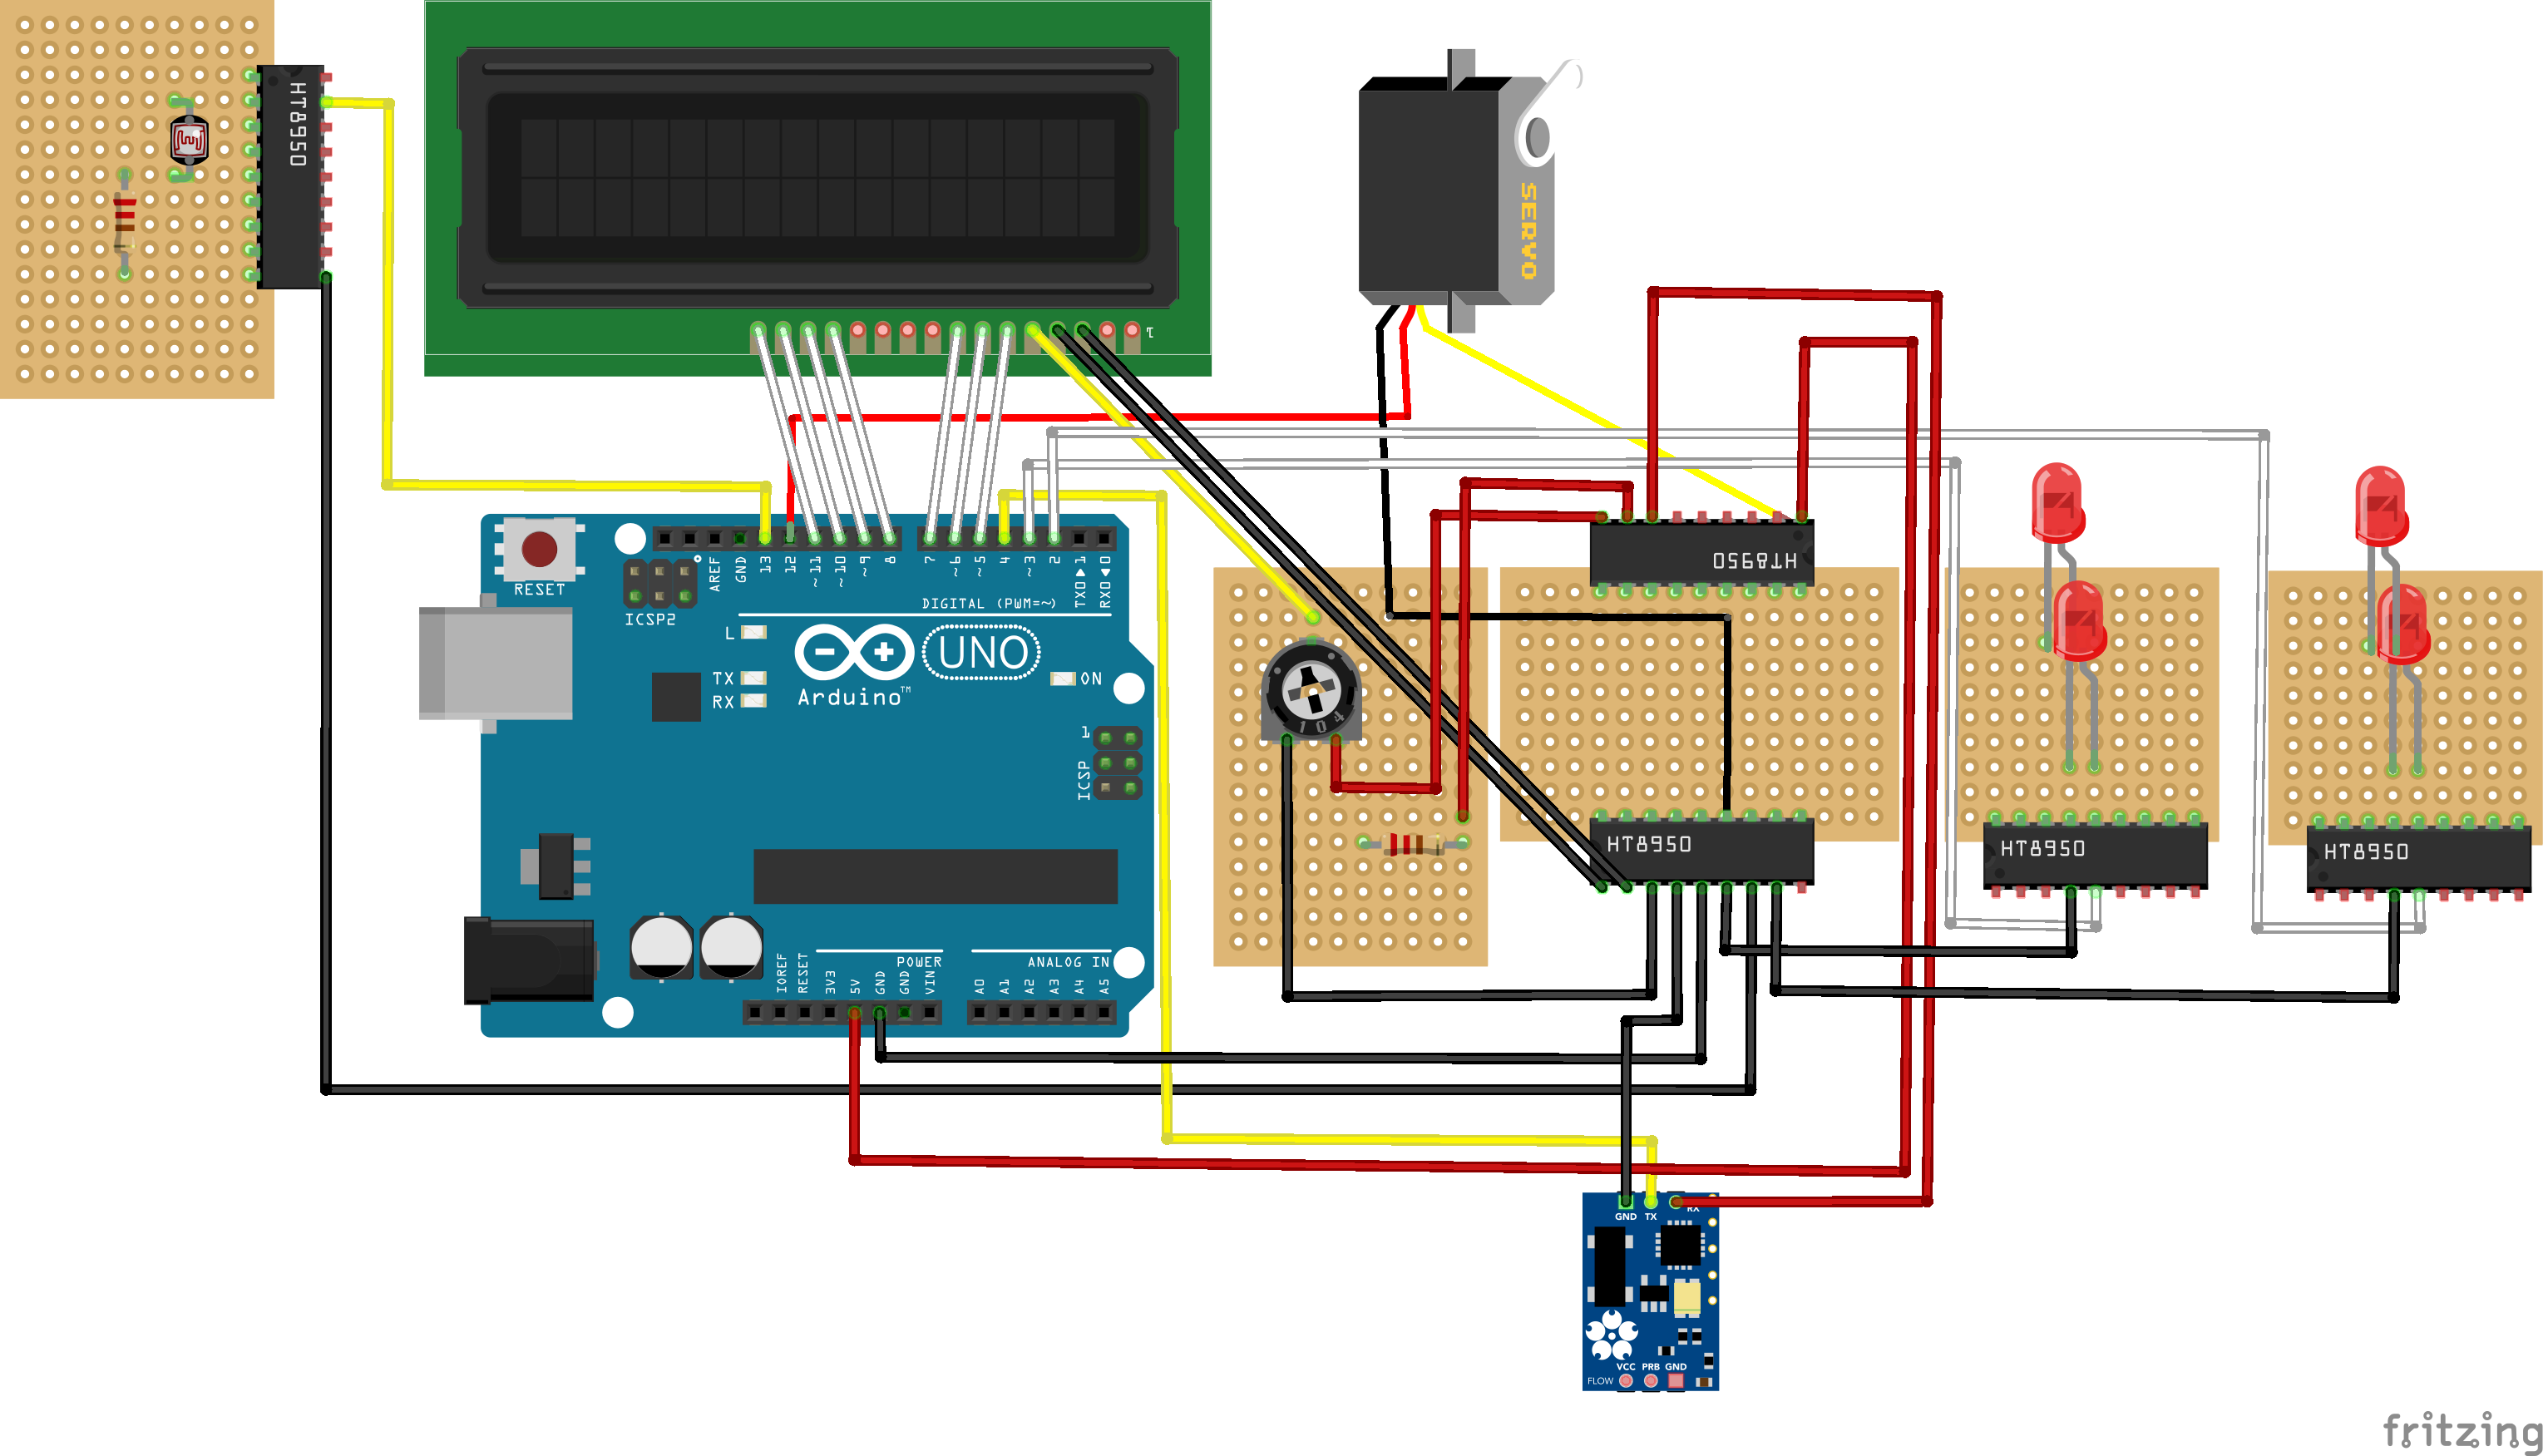 HT8950
1
SERVO
HT8950
RESET
ICSP2
AREF
GND
13
12
~11
~10
~9
8
7
~6
~5
4
~3
2
TX0▶1
RX0◀0
DIGITAL (PWM=~)
L
TX
RX
UNO
Arduino™
ON
1
ICSP
104
HT8950
HT8950
HT8950
POWER
ANALOG IN
IOREF
RESET
3V3
5V
GND
GND
VIN
A0
A1
A2
A3
A4
A5
GND TX RX
VCC PRB GND
FLOW
fritzing